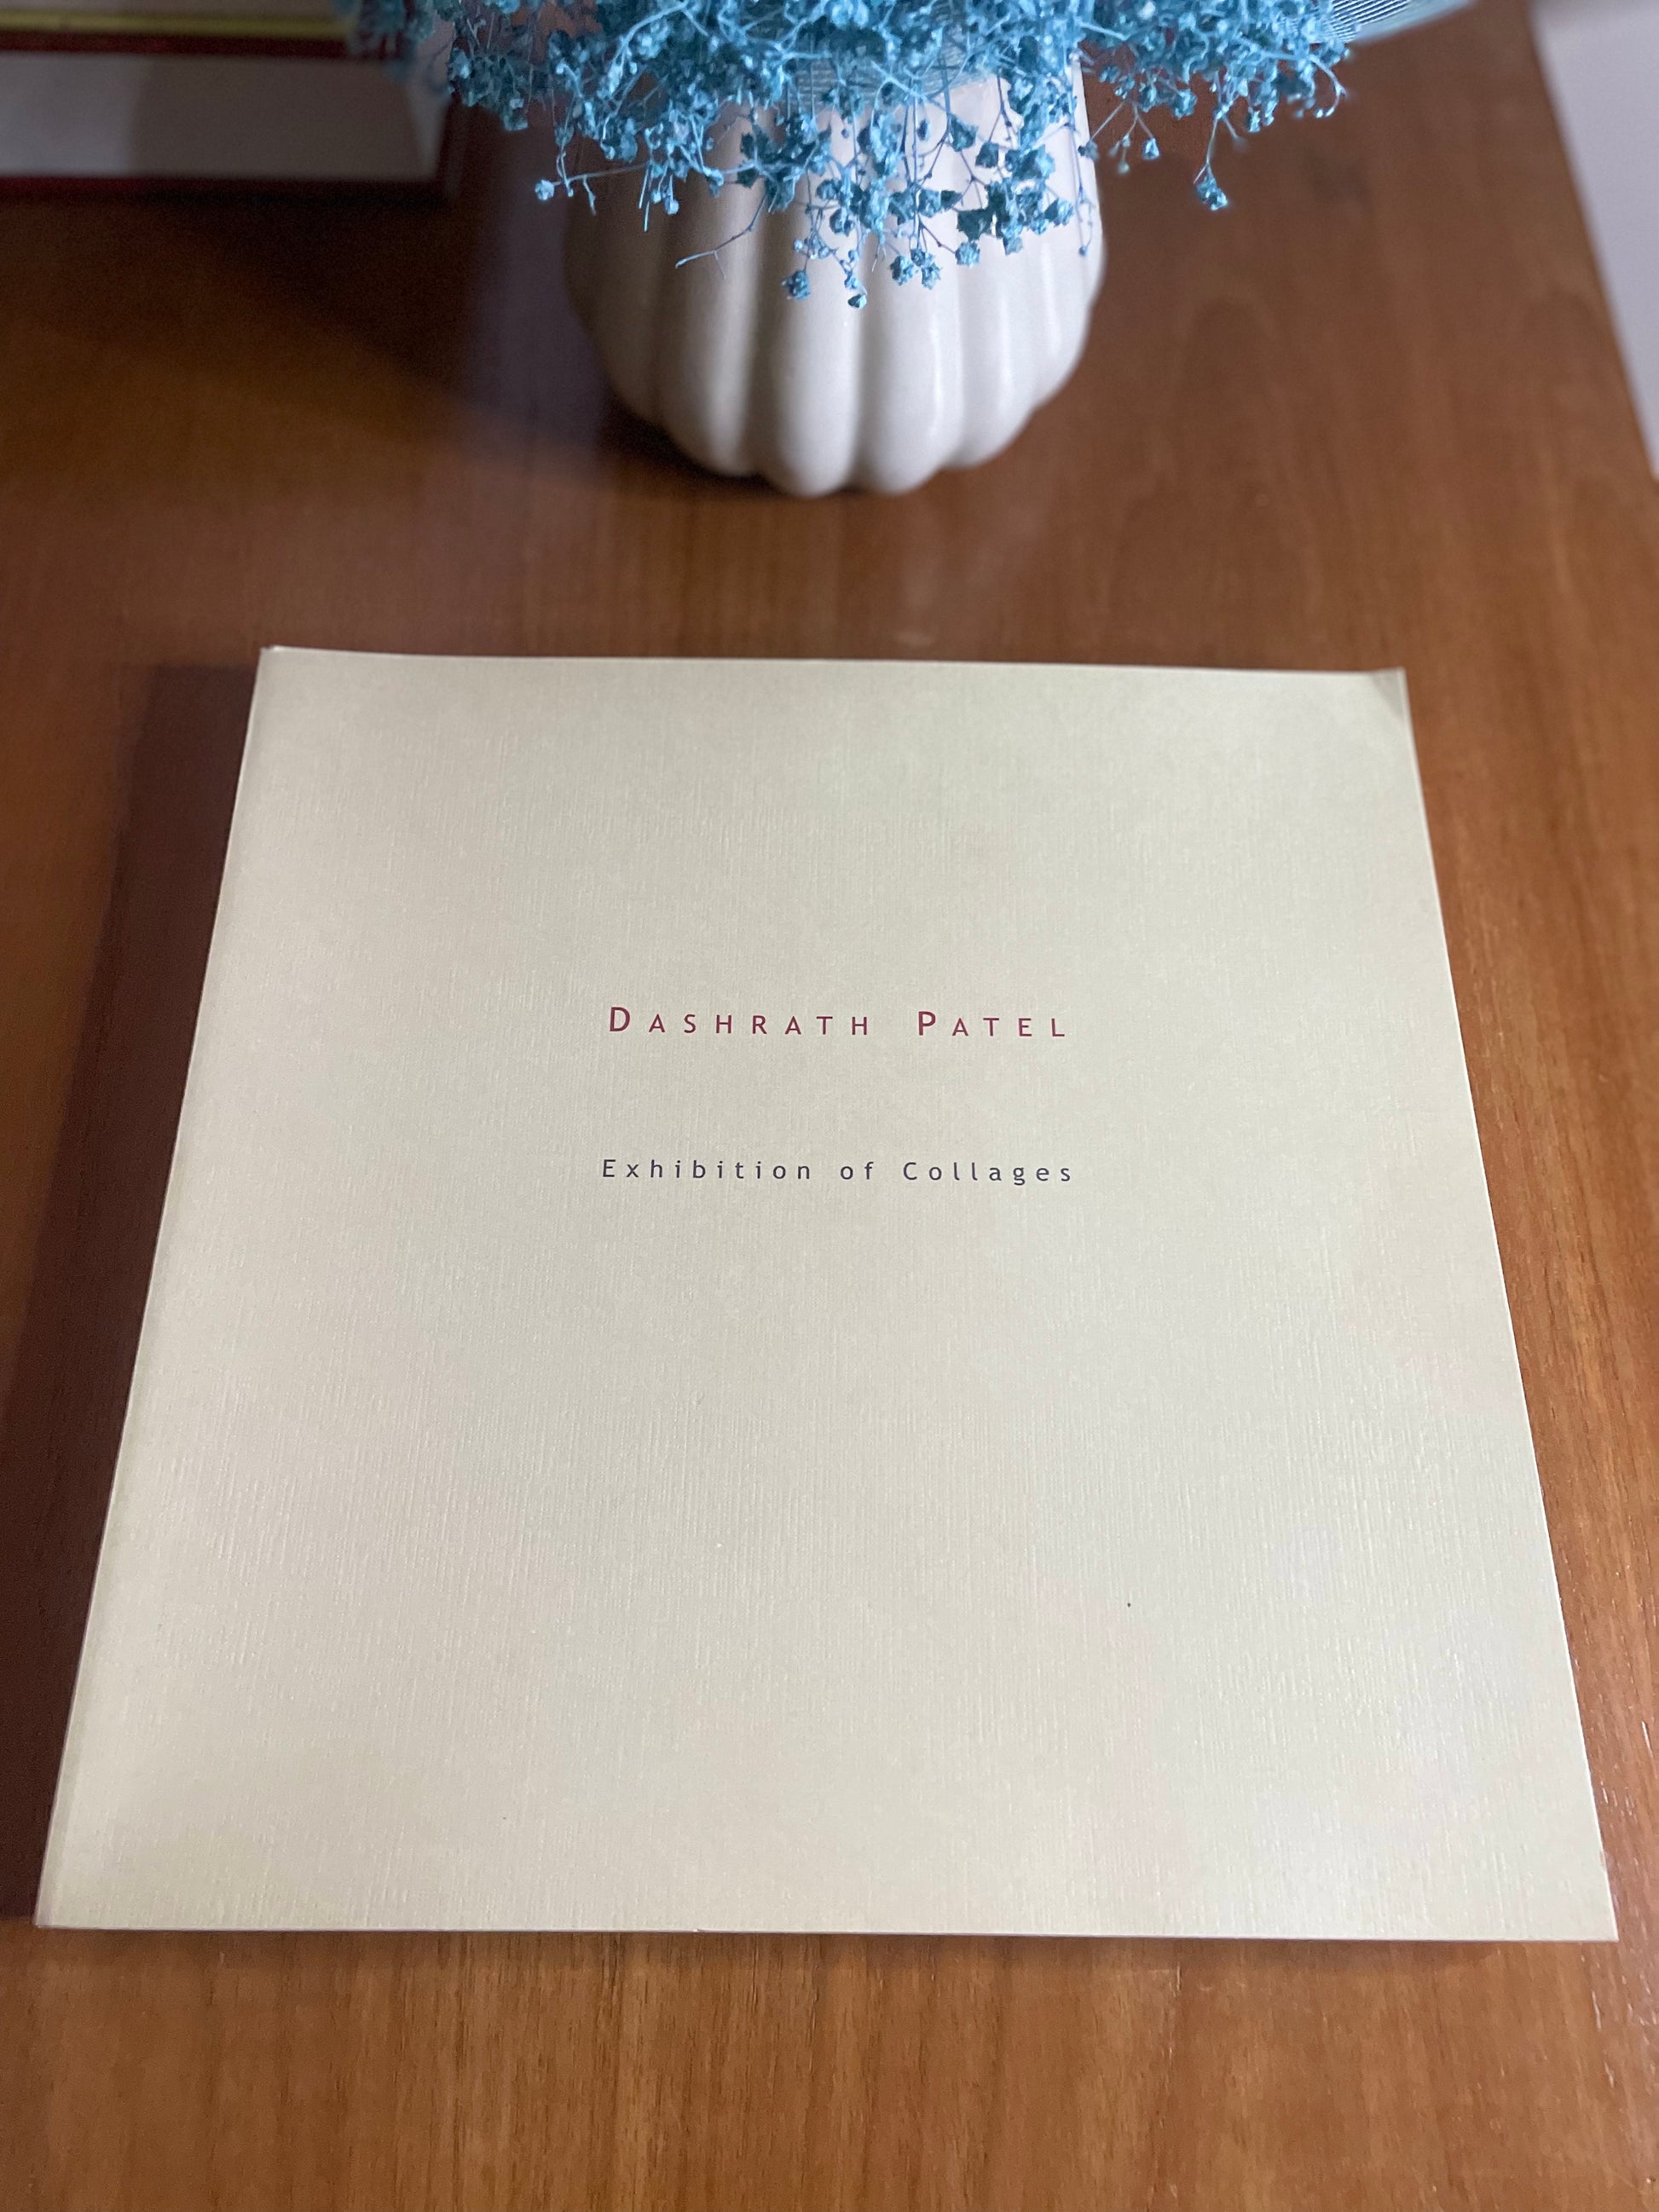 DASHRATH PATEL
Exhibition of Collages